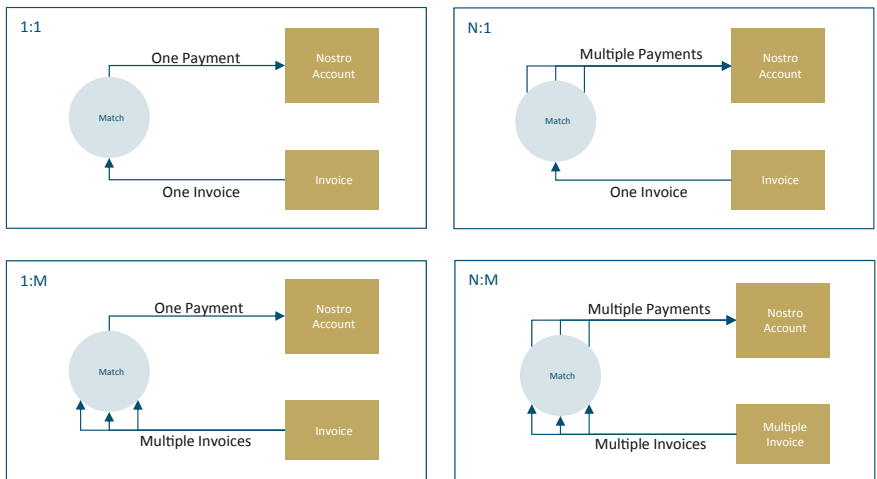 1:1
One Payment
Nostro
Account
Match
Invoice
One Invoice
N:1
Multiple Payments
Nostro
Account
Match
Invoice
One Invoice
1:M
One Payment
Nostro
Account
Match
Invoice
Multiple Invoices
N:M
Multiple Payments
Nostro
Account
Match
Multiple
Invoice
Multiple Invoices